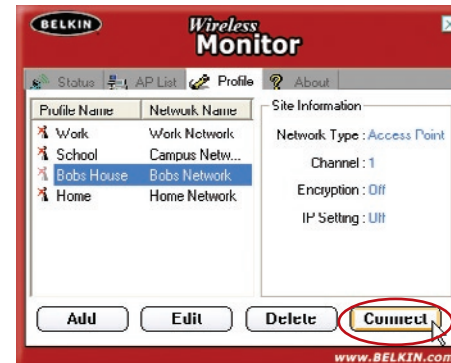 BELKIN
Wireless
Monitor
Status AP List Profile About
Profile Name Network Name
Work Work Network
School Campus Netw...
Bobs House Bobs Network
Home Home Network
Site Information
Network Type : Access Point
Channel : 1
Encryption : Off
IP Setting : Off
Add Edit Delete Connect
www.BELKIN.com